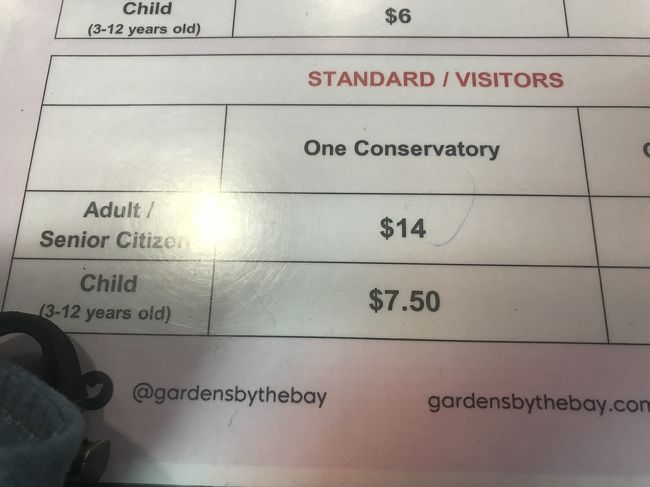 Child
(3-12 years old)
$6
STANDARD / VISITORS
One Conservatory
Adult /
Senior Citizen
$14
Child
(3-12 years old)
$7.50
@gardensbythebay
gardensbythebay.com